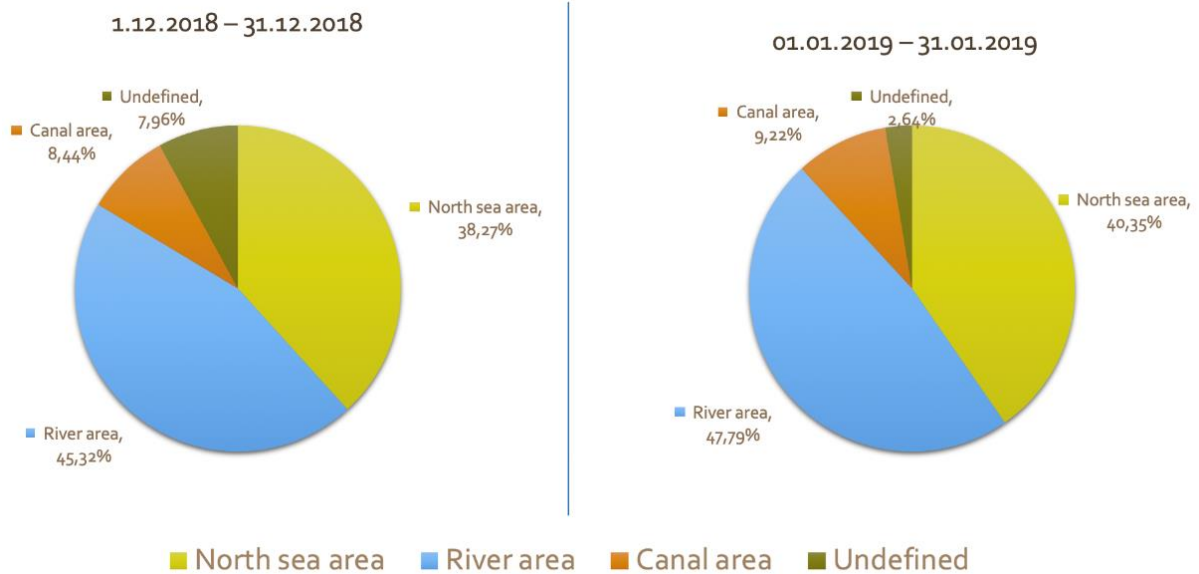 1.12.2018 – 31.12.2018
Undefined,
7,96%
Canal area,
8,44%
North sea area,
38,27%
River area,
45,32%
01.01.2019 – 31.01.2019
Undefined,
2,64%
Canal area,
9,22%
North sea area,
40,35%
River area,
47,79%
North sea area River area Canal area Undefined